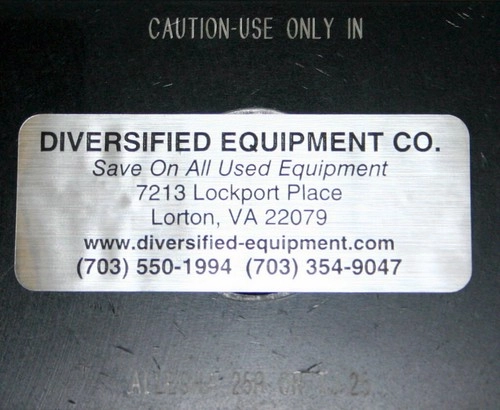 CAUTION-USE ONLY IN
DIVERSIFIED EQUIPMENT CO.
Save On All Used Equipment
7213 Lockport Place
Lorton, VA 22079
www.diversified-equipment.com
(703) 550-1994 (703) 354-9047